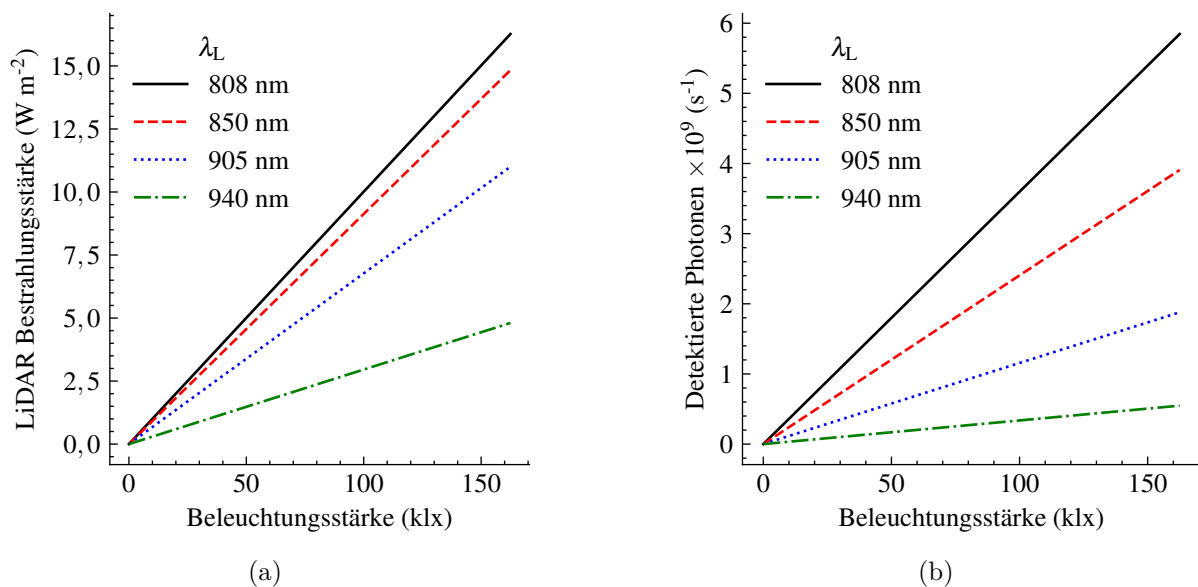 LiDAR Bestrahlungsstärke (W m⁻²)
15,0
12,5
10,0
7,5
5,0
2,5
0,0
λL
808 nm
850 nm
905 nm
940 nm
0 50 100 150
Beleuchtungsstärke (klx)
(a)
Detektierte Photonen ×10⁹ (s⁻¹)
6
5
4
3
2
1
0
λL
808 nm
850 nm
905 nm
940 nm
0 50 100 150
Beleuchtungsstärke (klx)
(b)